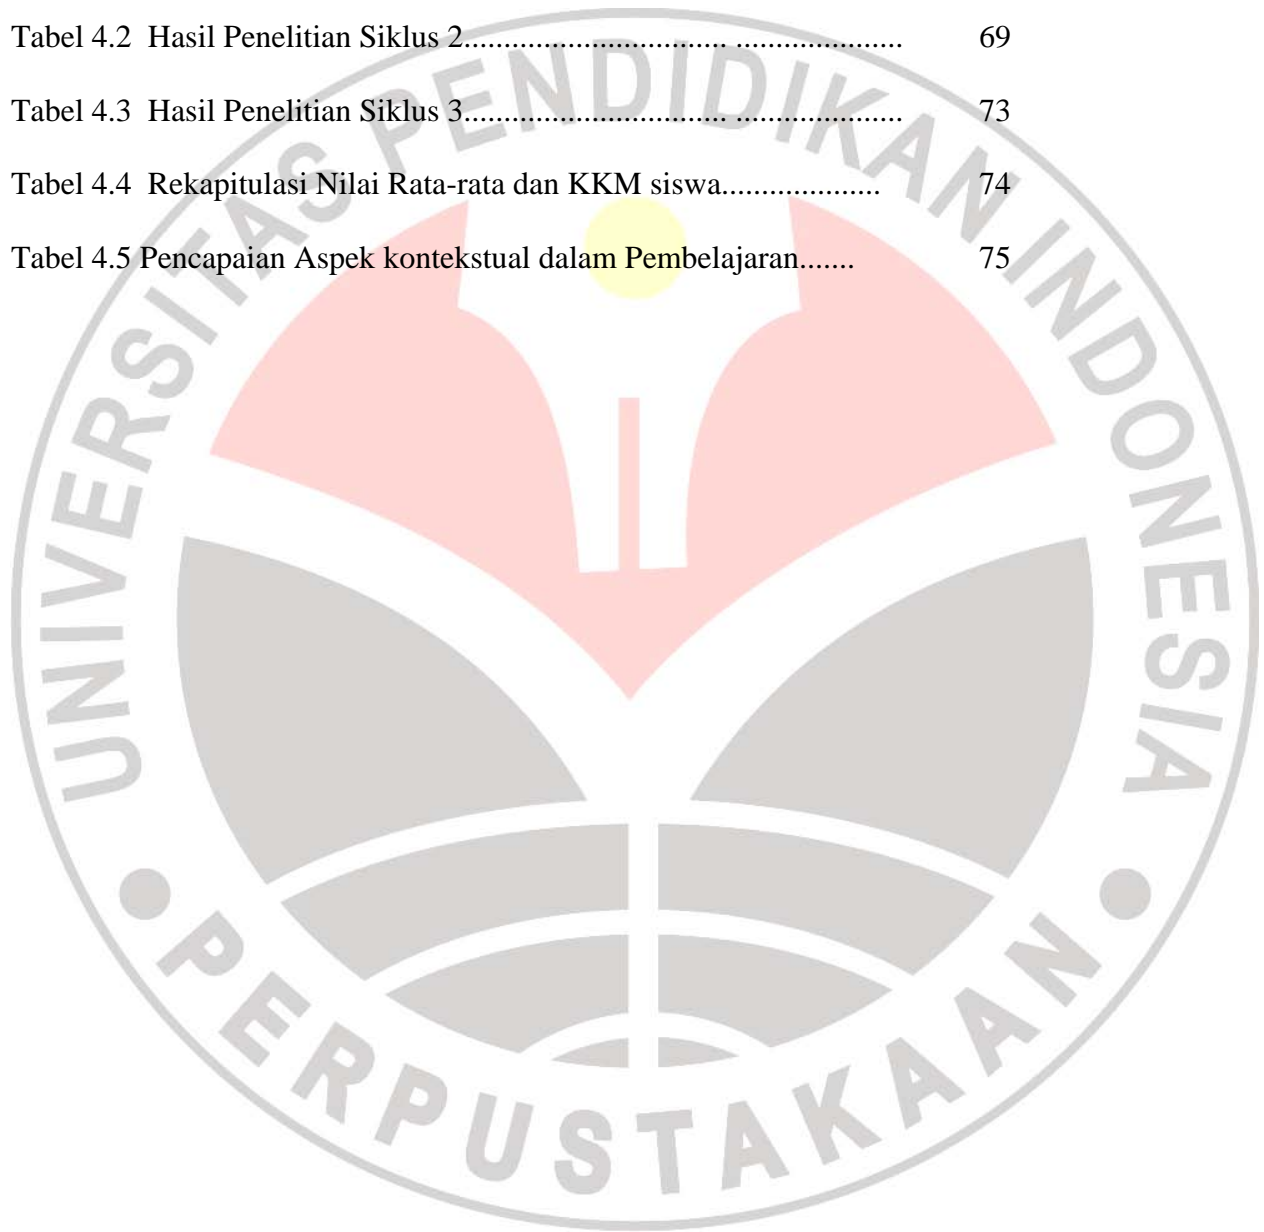 Tabel 4.2  Hasil Penelitian Siklus 2................................ .....................          69
Tabel 4.3  Hasil Penelitian Siklus 3................................ .....................          73
Tabel 4.4  Rekapitulasi Nilai Rata-rata dan KKM siswa....................          74
Tabel 4.5 Pencapaian Aspek kontekstual dalam Pembelajaran.......          75
UNIVERSITAS PENDIDIKAN INDONESIA
PERPUSTAKAAN